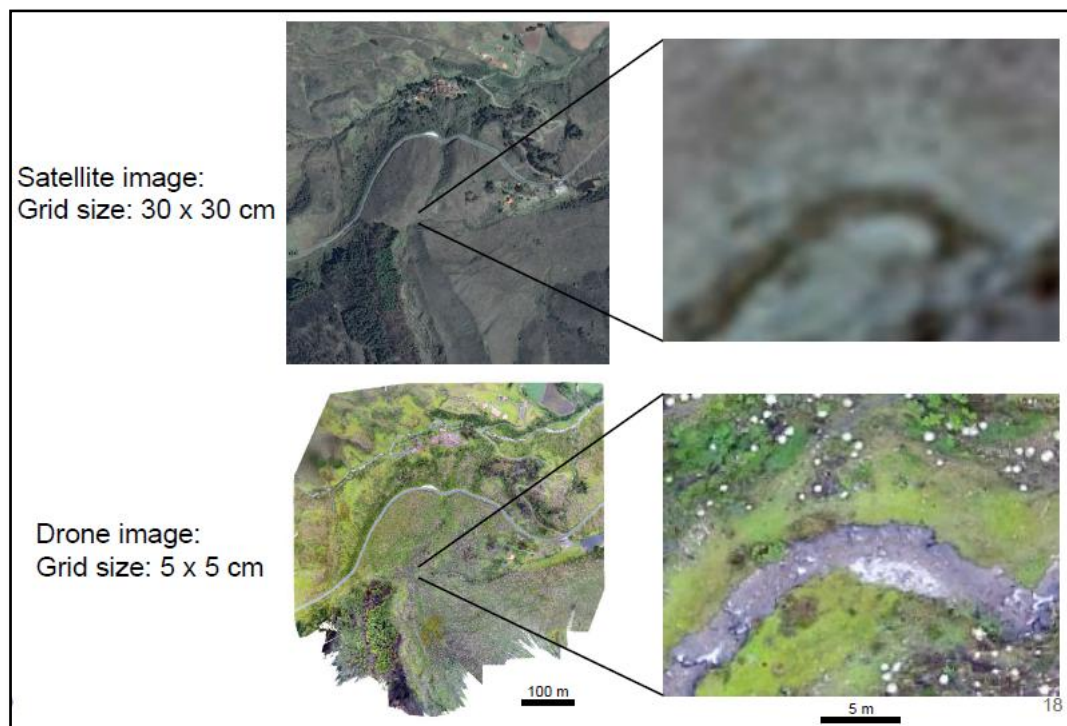 Satellite image:
Grid size: 30 x 30 cm
Drone image:
Grid size: 5 x 5 cm
100 m
5 m
18